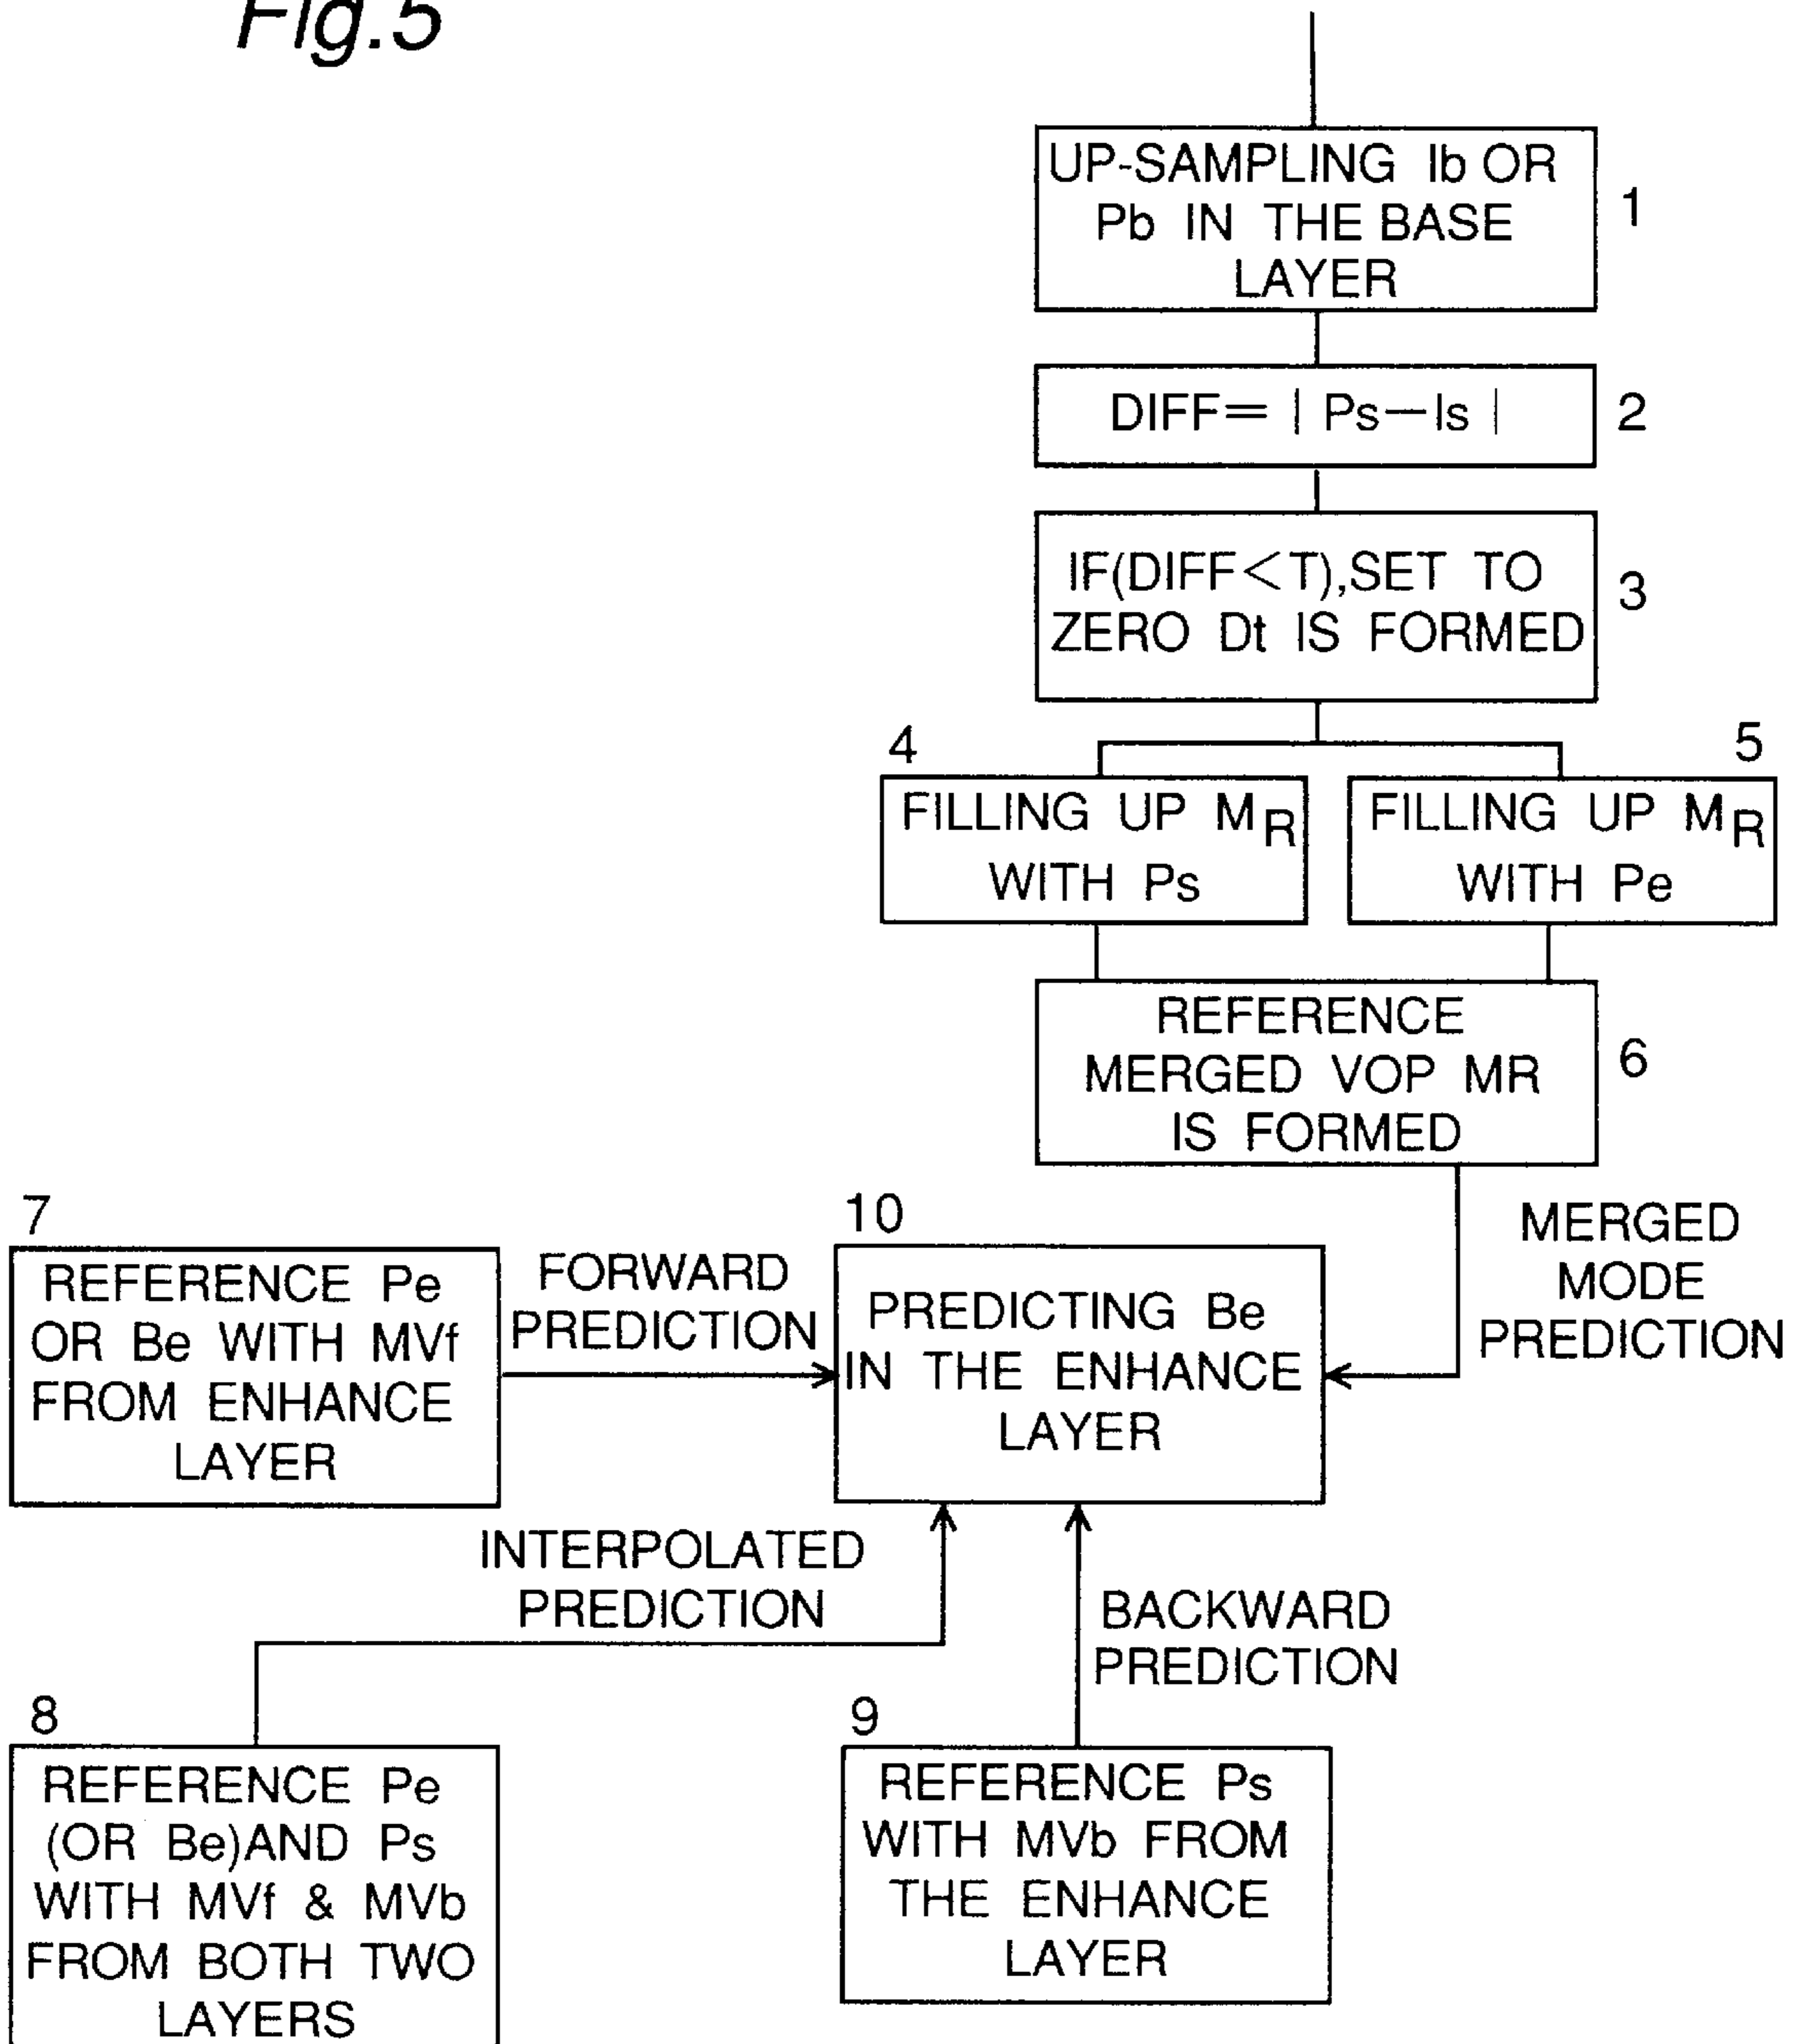 Fig.5
UP-SAMPLING Ib OR
Pb IN THE BASE
LAYER
1
DIFF=| Ps-Is |
2
IF(DIFF<T),SET TO
ZERO Dt IS FORMED
3
4
FILLING UP MR
WITH Ps
5
FILLING UP MR
WITH Pe
REFERENCE
MERGED VOP MR
IS FORMED
6
MERGED
MODE
PREDICTION
7
REFERENCE Pe
OR Be WITH MVf
FROM ENHANCE
LAYER
FORWARD
PREDICTION
10
PREDICTING Be
IN THE ENHANCE
LAYER
INTERPOLATED
PREDICTION
BACKWARD
PREDICTION
8
REFERENCE Pe
(OR Be)AND Ps
WITH MVf & MVb
FROM BOTH TWO
LAYERS
9
REFERENCE Ps
WITH MVb FROM
THE ENHANCE
LAYER